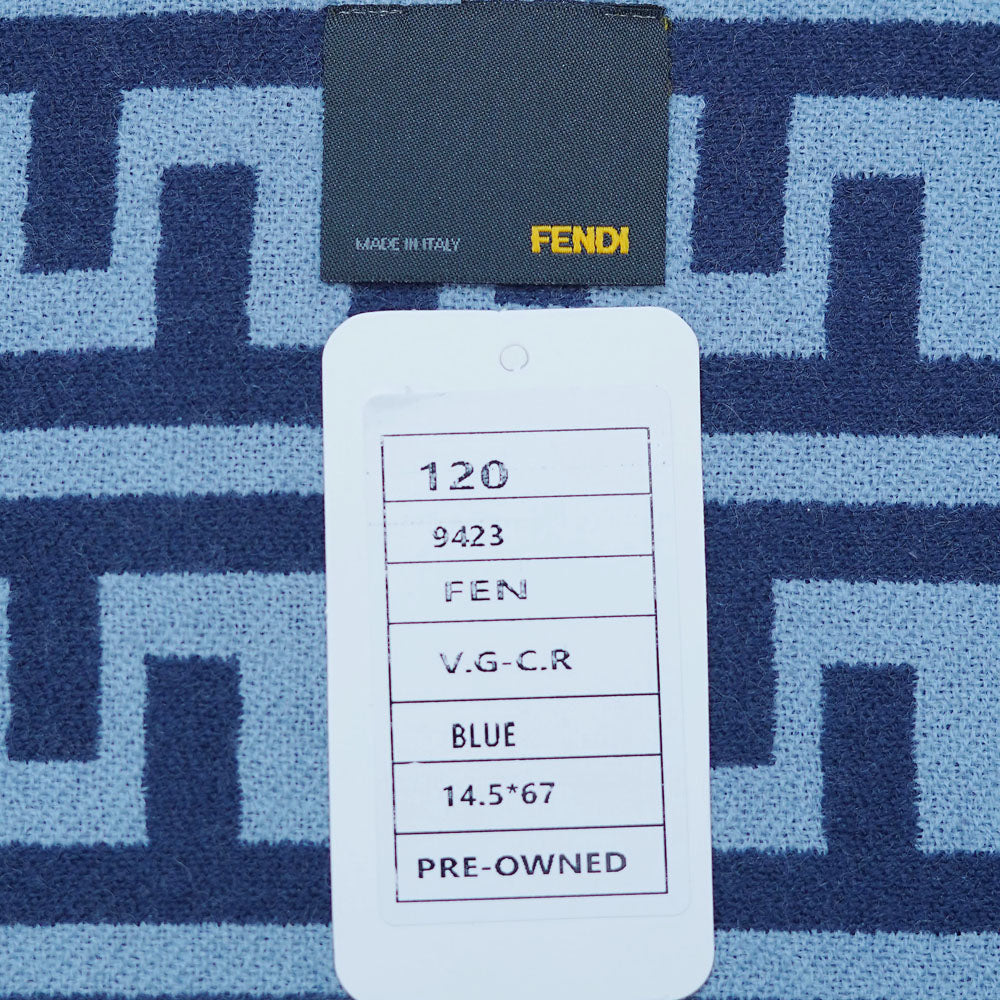 MADE IN ITALY FENDI
120
9423
FEN
V.G-C.R
BLUE
14.5*67
PRE-OWNED